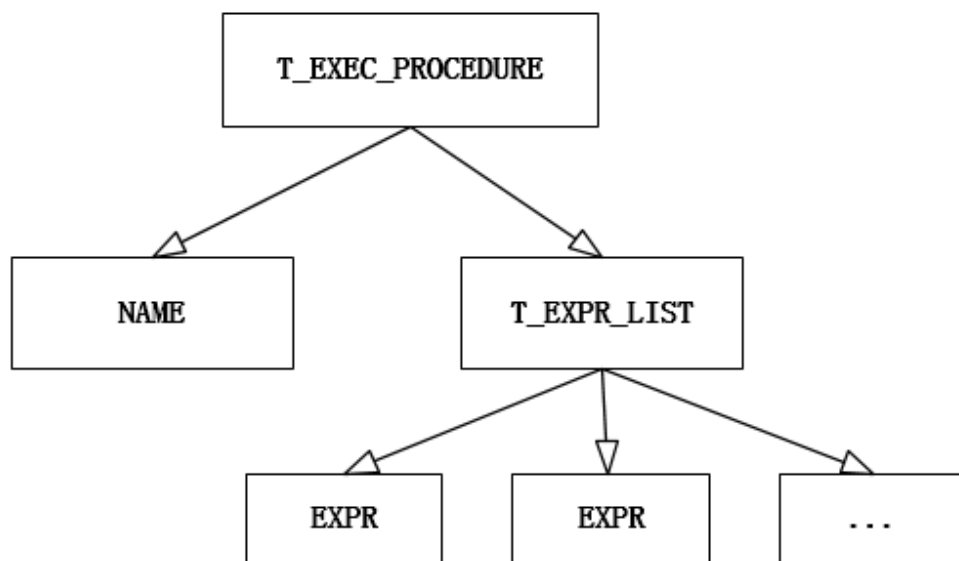 T_EXEC_PROCEDURE
NAME
T_EXPR_LIST
EXPR
EXPR
...